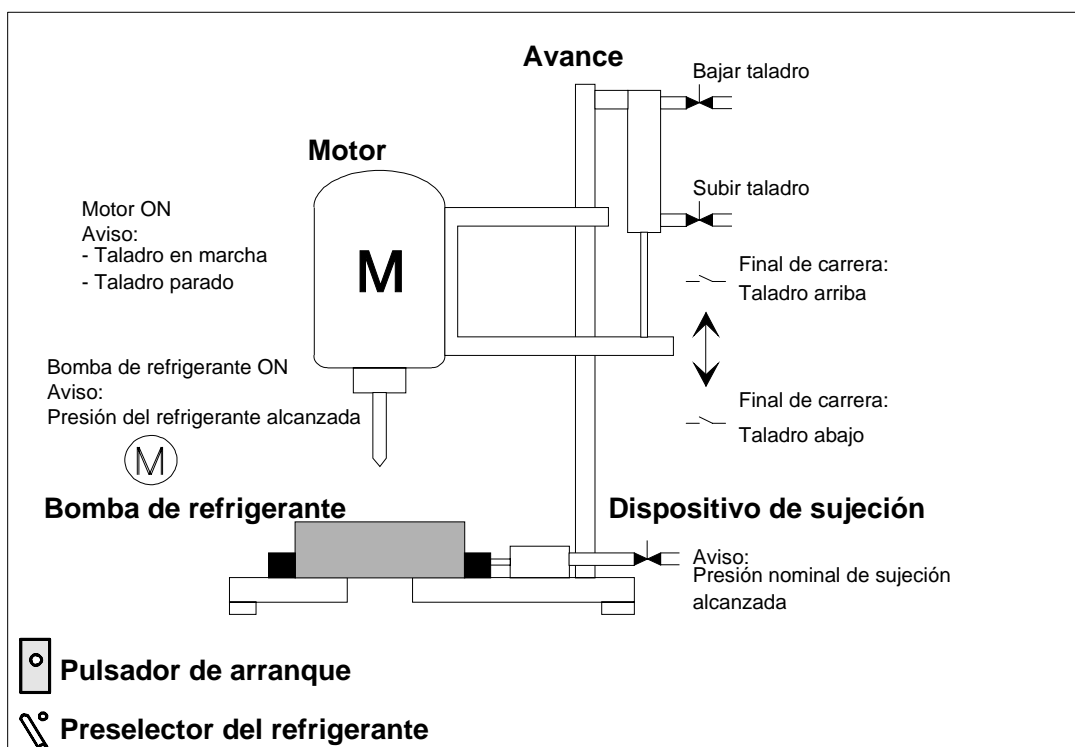 Avance
Bajar taladro
Motor
Subir taladro
Motor ON
Aviso:
- Taladro en marcha
- Taladro parado
M
Final de carrera:
Taladro arriba
Bomba de refrigerante ON
Aviso:
Presión del refrigerante alcanzada
Final de carrera:
Taladro abajo
M
Bomba de refrigerante
Dispositivo de sujeción
Aviso:
Presión nominal de sujeción
alcanzada
Pulsador de arranque
Preselector del refrigerante